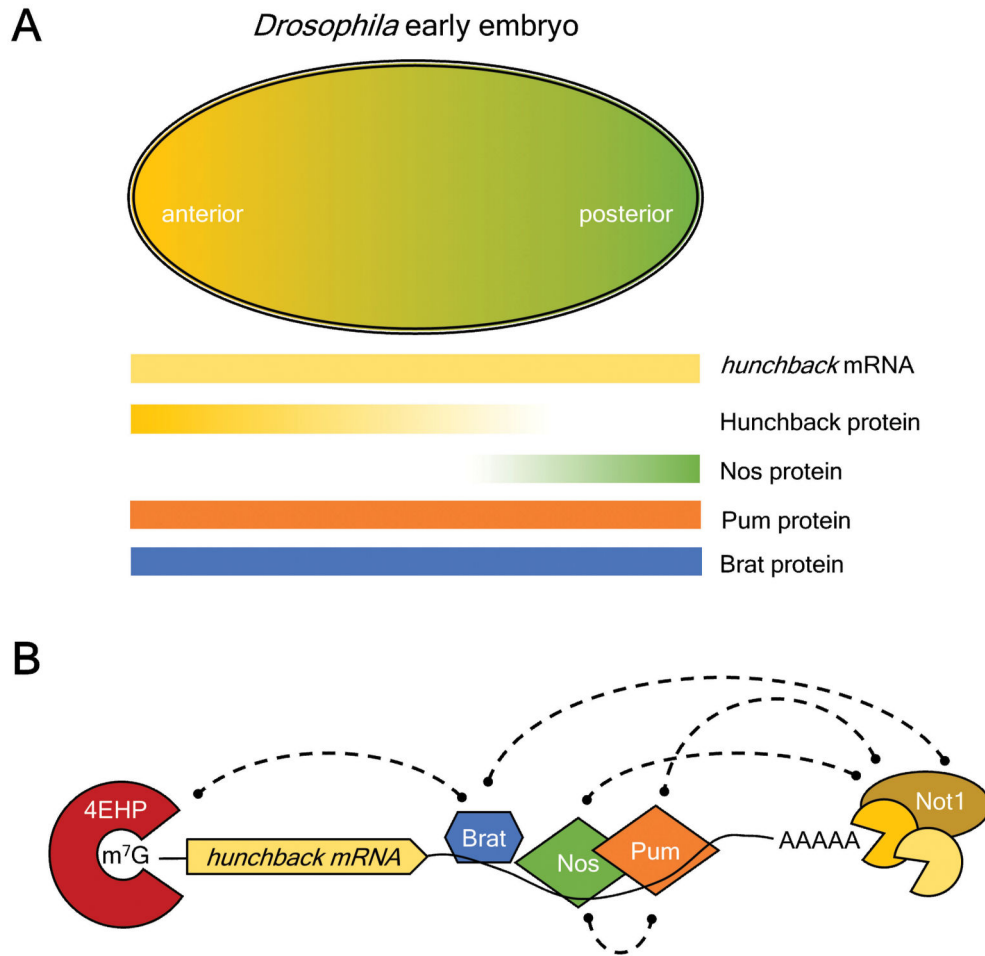 A
Drosophila early embryo
anterior
posterior
hunchback mRNA
Hunchback protein
Nos protein
Pum protein
Brat protein
B
4EHP
m⁷G
hunchback mRNA
Brat
Nos
Pum
AAAAA
Not1